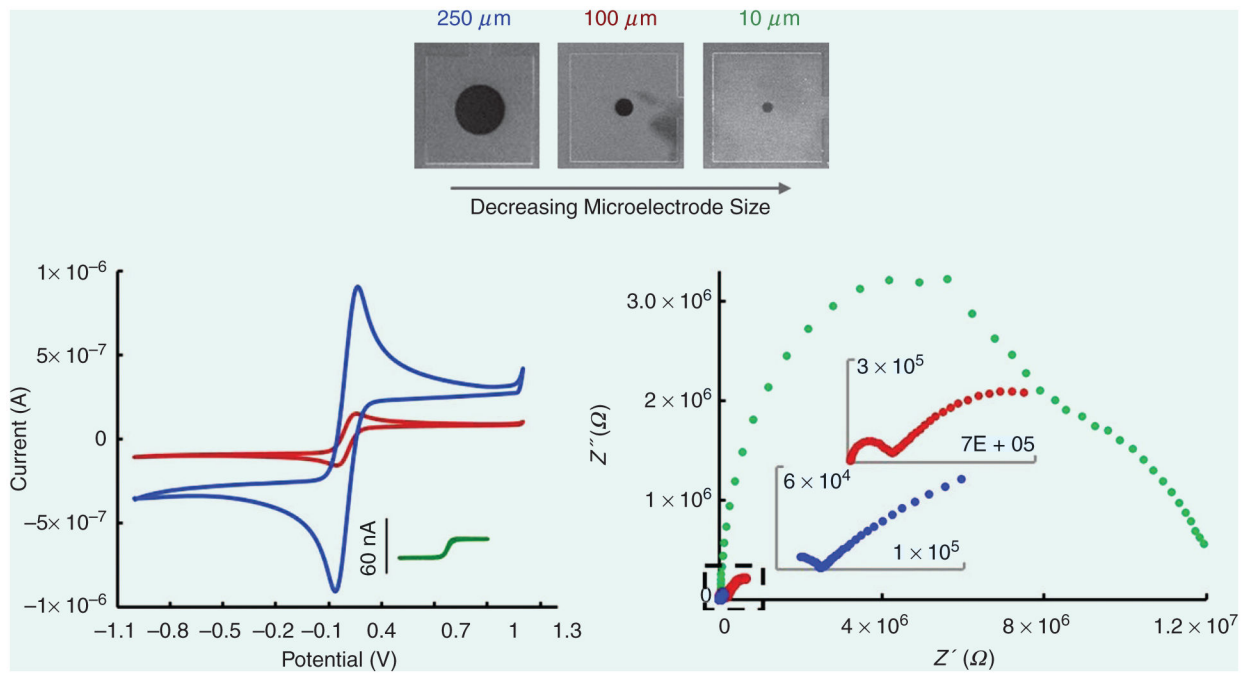 250 μm 100 μm 10 μm
Decreasing Microelectrode Size
1 × 10⁻⁶
5 × 10⁻⁷
0
−5 × 10⁻⁷
−1 × 10⁻⁶
Current (A)
60 nA
−1.1 −0.8 −0.5 −0.2 −0.1 0.4 0.7 1 1.3
Potential (V)
3.0 × 10⁶
2 × 10⁶
1 × 10⁶
0
Z″ (Ω)
3 × 10⁵
7E + 05
6 × 10⁴
1 × 10⁵
0 4 × 10⁶ 8 × 10⁶ 1.2 × 10⁷
Z′ (Ω)